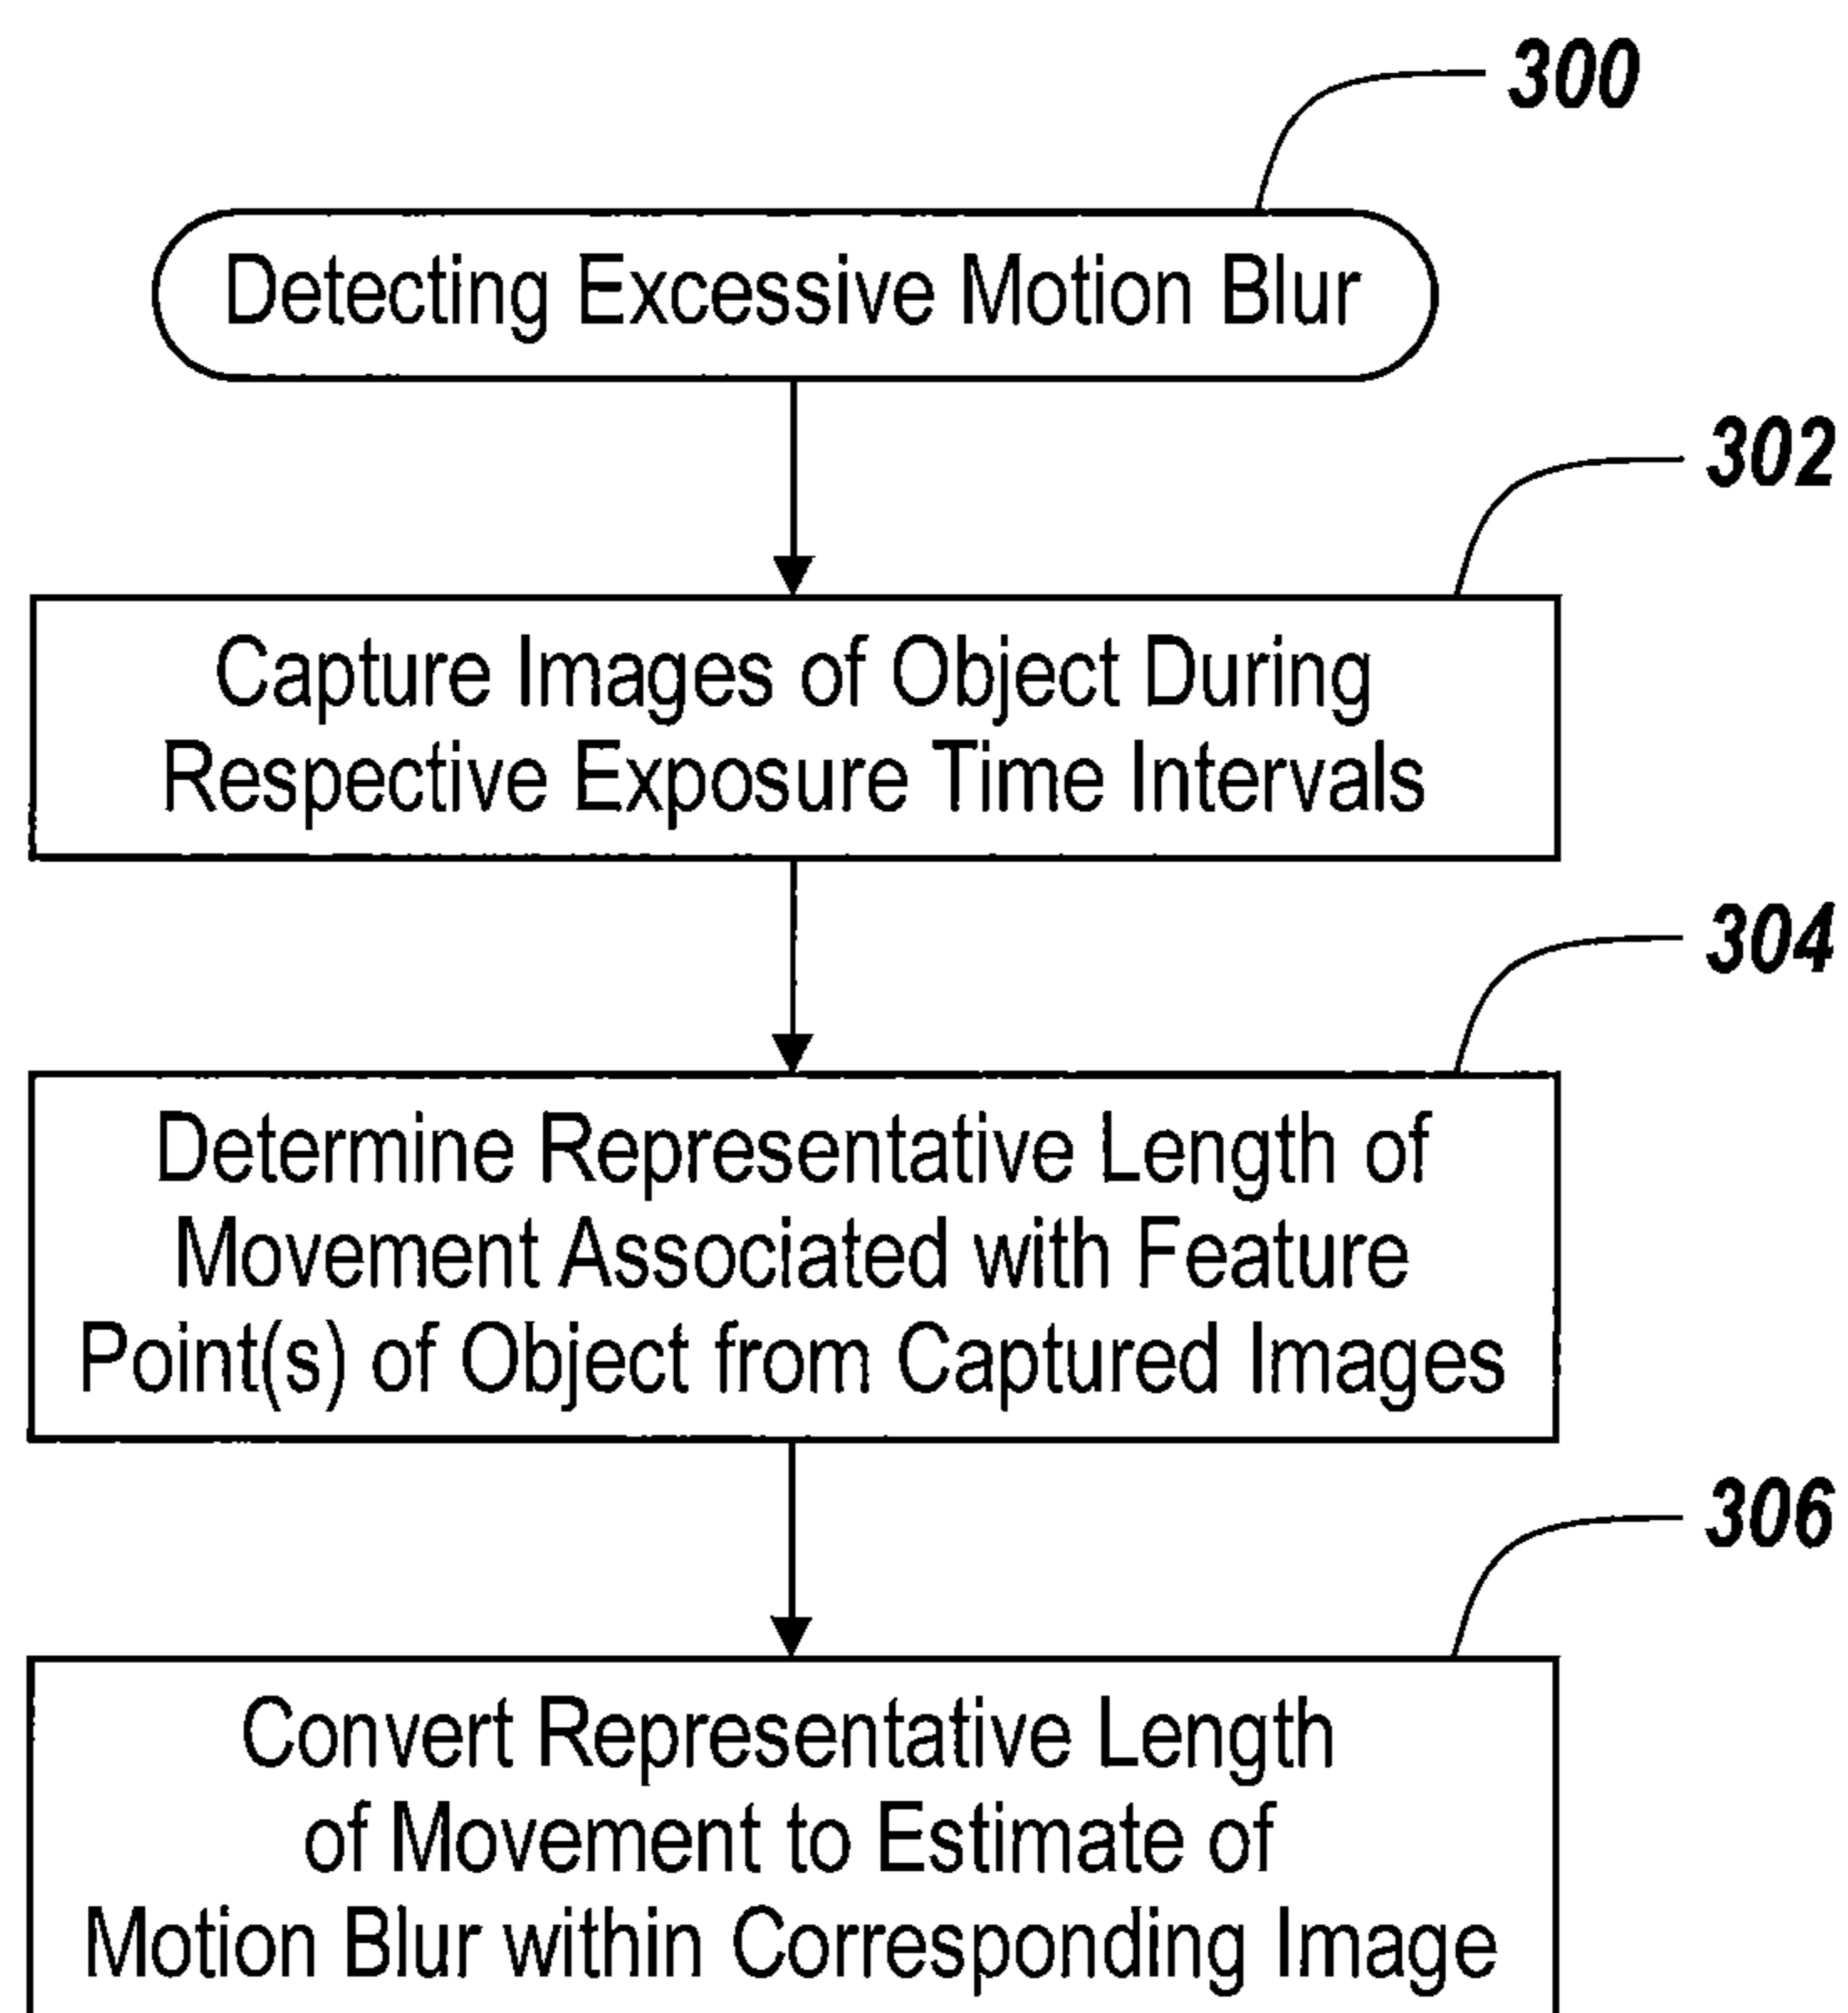 300
Detecting Excessive Motion Blur
302
Capture Images of Object During
Respective Exposure Time Intervals
304
Determine Representative Length of
Movement Associated with Feature
Point(s) of Object from Captured Images
306
Convert Representative Length
of Movement to Estimate of
Motion Blur within Corresponding Image